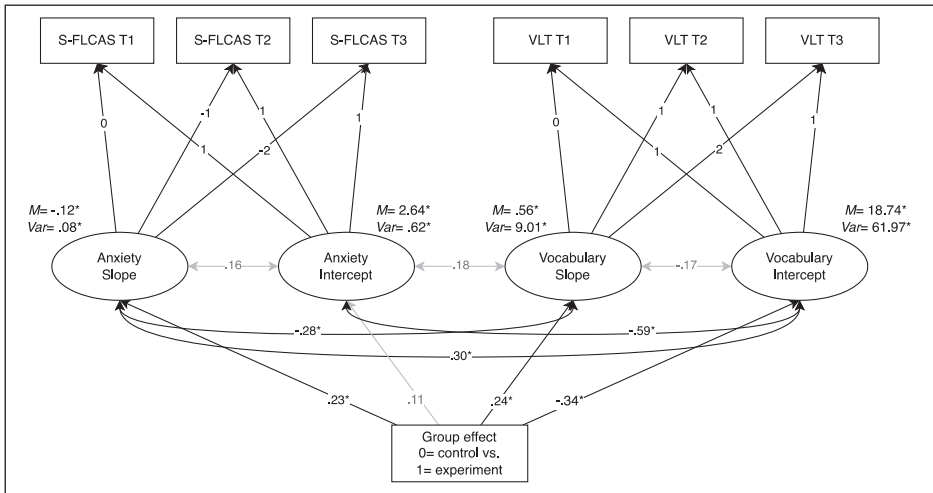 S-FLCAS T1
S-FLCAS T2
S-FLCAS T3
VLT T1
VLT T2
VLT T3
0
-1
1
1
-2
1
0
1
1
1
2
1
M= -.12*
Var= .08*
M= 2.64*
Var= .62*
M= .56*
Var= 9.01*
M= 18.74*
Var= 61.97*
Anxiety
Slope
.16
Anxiety
Intercept
.18
Vocabulary
Slope
-.17
Vocabulary
Intercept
-.28*
-.59*
.30*
.23*
.11
.24*
-.34*
Group effect
0= control vs.
1= experiment